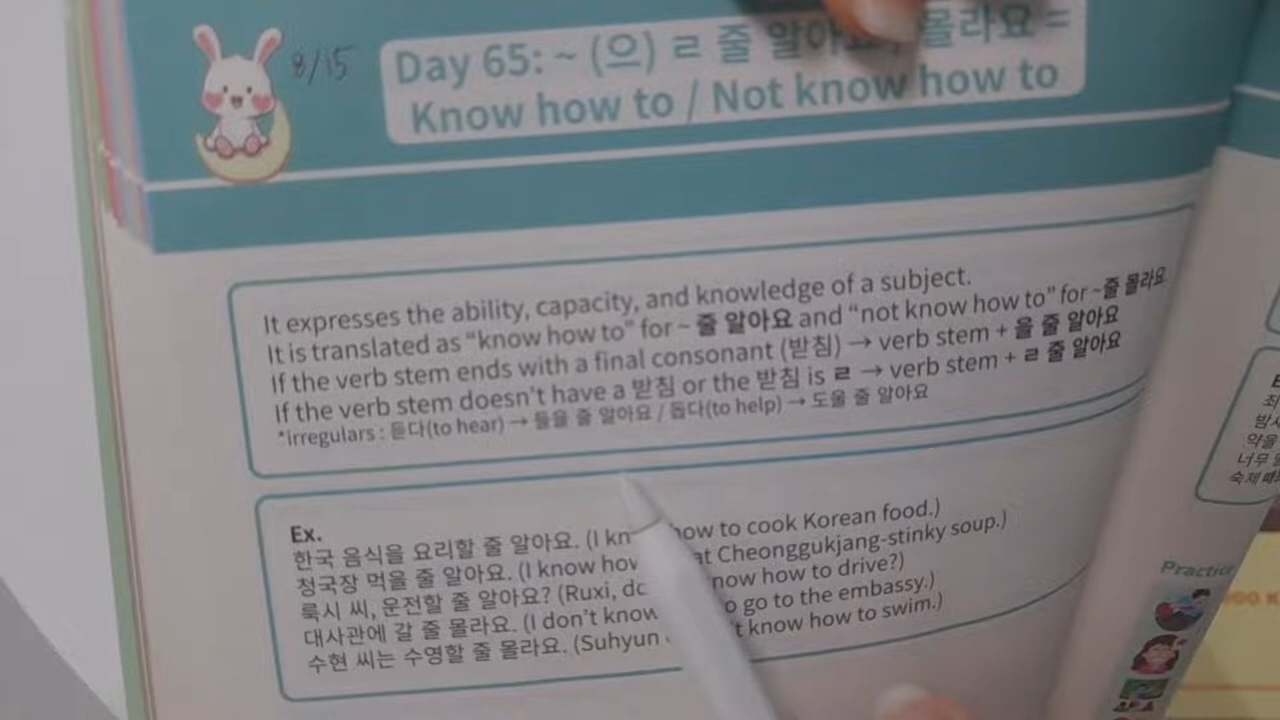 8/15
Day 65: ~ (으) ㄹ 줄 알아요, 몰라요 =
Know how to / Not know how to
It expresses the ability, capacity, and knowledge of a subject.
It is translated as “know how to” for ~ 줄 알아요 and “not know how to” for ~줄 몰라요
If the verb stem ends with a final consonant (받침) → verb stem + 을 줄 알아요
If the verb stem doesn't have a 받침 or the 받침 is ㄹ → verb stem + ㄹ 줄 알아요
*irregulars : 듣다(to hear) → 들을 줄 알아요 / 돕다(to help) → 도울 줄 알아요
Ex.
한국 음식을 요리할 줄 알아요. (I kn how to cook Korean food.)
청국장 먹을 줄 알아요. (I know how at Cheonggukjang-stinky soup.)
룩시 씨, 운전할 줄 알아요? (Ruxi, do now how to drive?)
대사관에 갈 줄 몰라요. (I don't know o go to the embassy.)
수현 씨는 수영할 줄 몰라요. (Suhyun t know how to swim.)
약을
너무
숙제
Practic